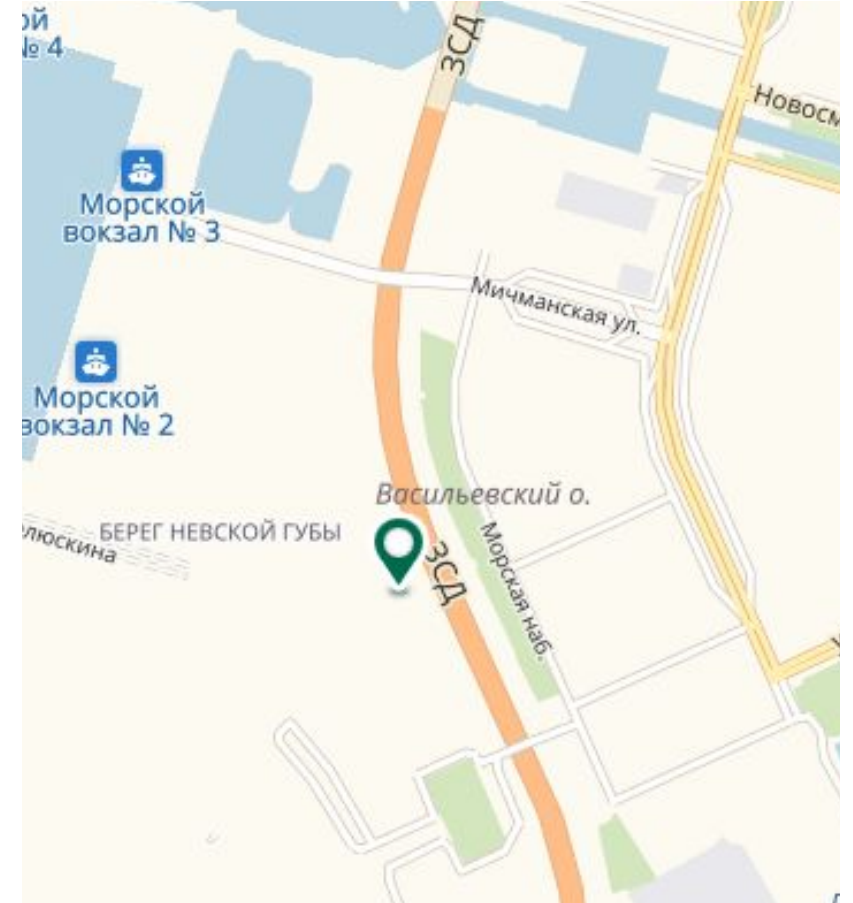 ой
№ 4
ЗСД
Новосм
Морской
вокзал № 3
Мичманская ул.
Морской
вокзал № 2
Васильевский о.
БЕРЕГ НЕВСКОЙ ГУБЫ
люскина
ЗСД
Морская наб.